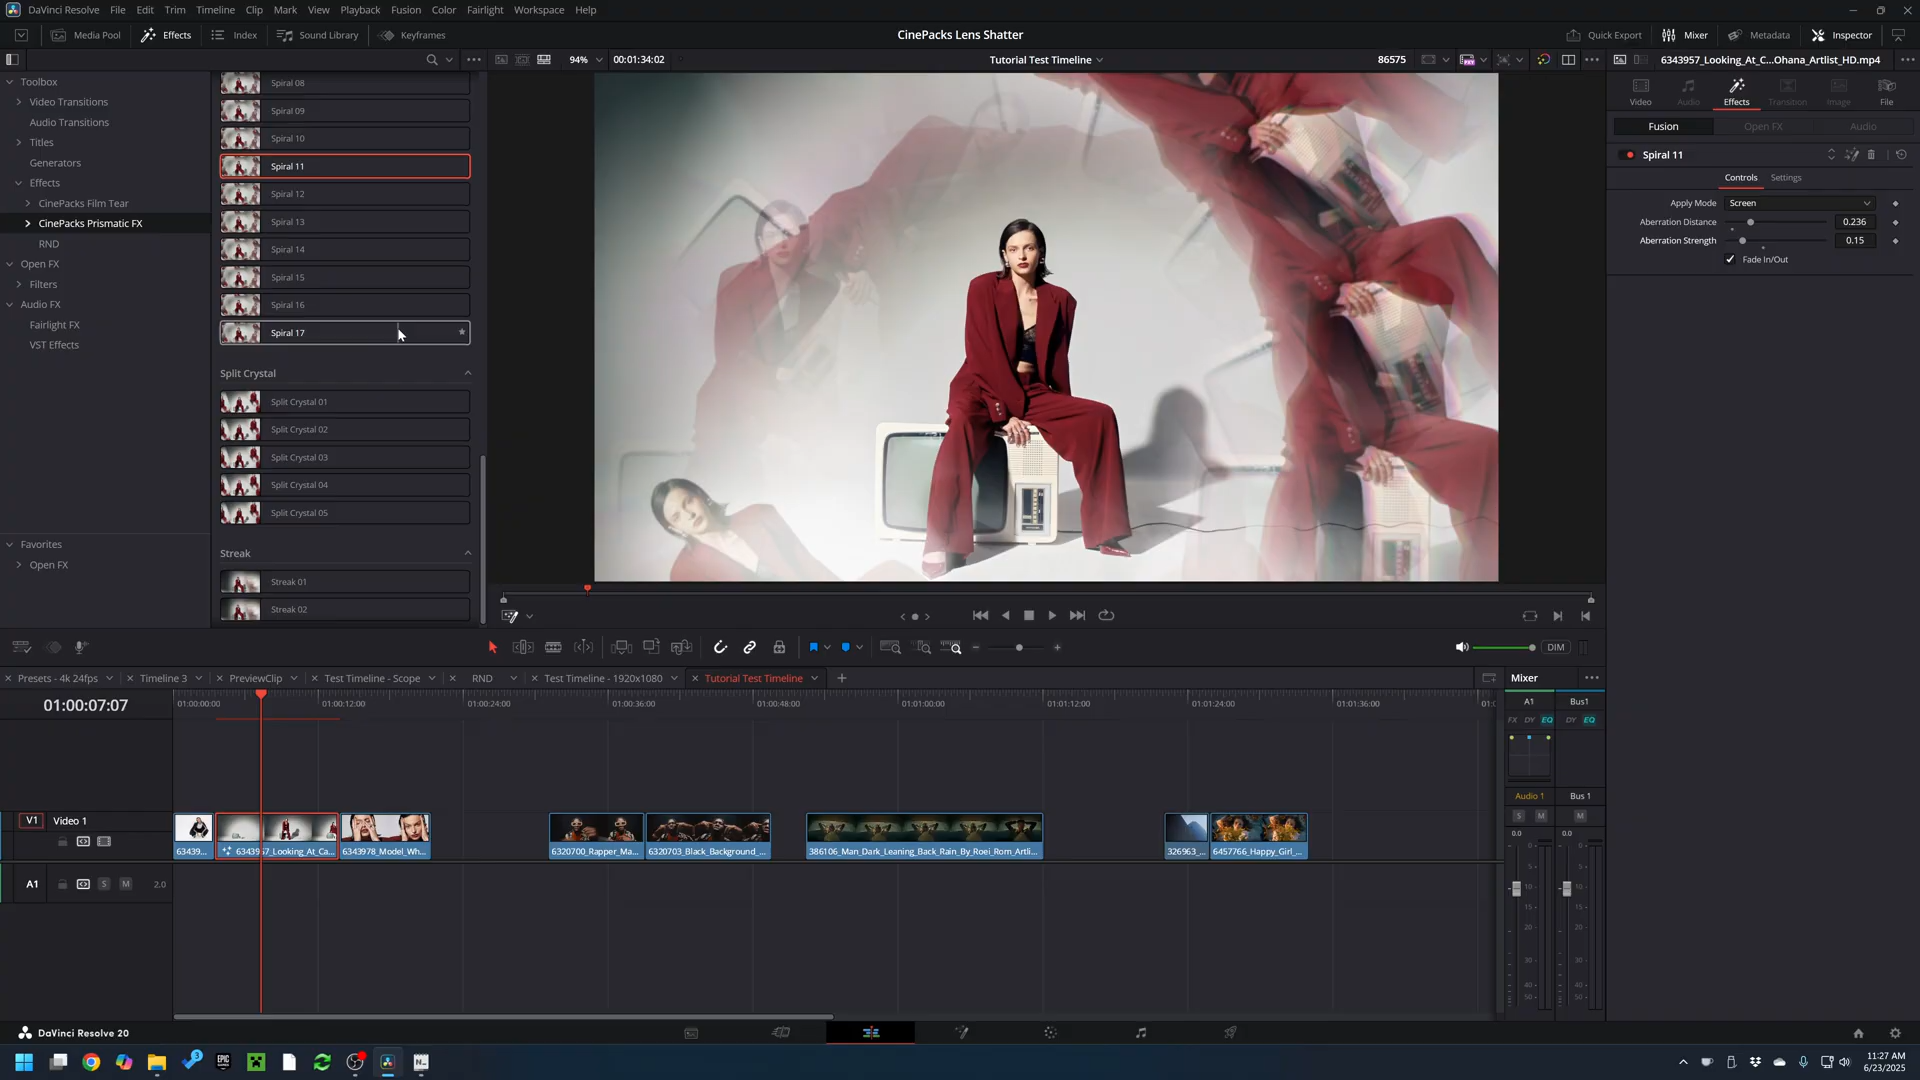 DaVinci Resolve File Edit Trim Timeline Clip Mark View Playback Fusion Color Fairlight Workspace Help
Media Pool Effects Index Sound Library Keyframes CinePacks Lens Shatter Quick Export Mixer Metadata Inspector
94% 00:01:34:02 Tutorial Test Timeline 86575 6343957_Looking_At_C...Ohana_Artlist_HD.mp4
Toolbox
Video Transitions
Audio Transitions
Titles
Generators
Effects
CinePacks Film Tear
CinePacks Prismatic FX
RND
Open FX
Filters
Audio FX
Fairlight FX
VST Effects
Favorites
Open FX
Spiral 08
Spiral 09
Spiral 10
Spiral 11
Spiral 12
Spiral 13
Spiral 14
Spiral 15
Spiral 16
Spiral 17
Split Crystal
Split Crystal 01
Split Crystal 02
Split Crystal 03
Split Crystal 04
Split Crystal 05
Streak
Streak 01
Streak 02
Video Audio Effects Transition Image File
Fusion Open FX Audio
Spiral 11
Controls Settings
Apply Mode Screen
Aberration Distance 0.236
Aberration Strength 0.15
Fade In/Out
DIM
Presets - 4k 24fps Timeline 3 PreviewClip Test Timeline - Scope RND Test Timeline - 1920x1080 Tutorial Test Timeline Mixer
01:00:07:07 01:00:00:00 01:00:12:00 01:00:24:00 01:00:36:00 01:00:48:00 01:01:00:00 01:01:12:00 01:01:24:00 01:01:36:00
A1 Bus1
FX DY EQ DY EQ
V1 Video 1
63439... 6343957_Looking_At_Ca... 6343978_Model_Wh... 6320700_Rapper_Ma... 6320703_Black_Background_... 386106_Man_Dark_Leaning_Back_Rain_By_Roei_Rom_Artli... 326963_... 6457766_Happy_Girl_...
Audio 1 Bus 1
S M M
0.0 0.0
A1 S M 2.0
DaVinci Resolve 20
11:27 AM
6/23/2025